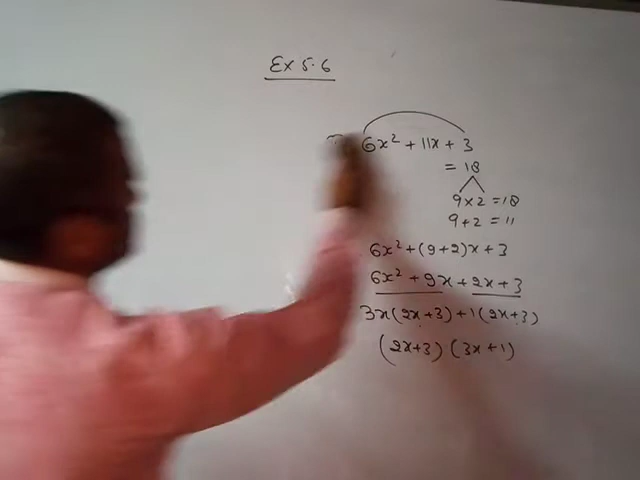 Ex 5.6
6x² + 11x + 3
= 18
9 × 2 = 18
9 + 2 = 11
6x² + (9+2)x + 3
6x² + 9x + 2x + 3
3x(2x+3) + 1(2x+3)
(2x+3) (3x+1)